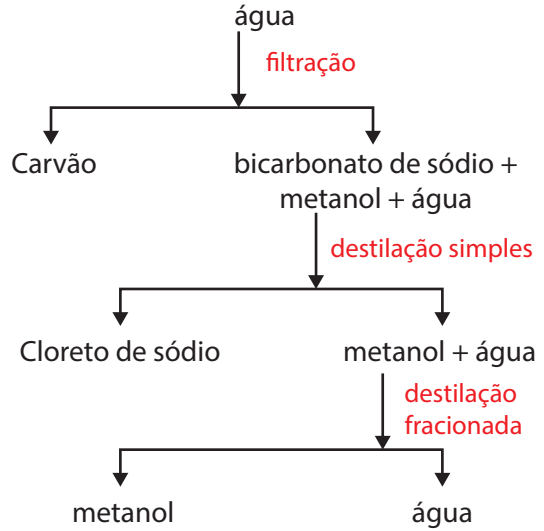 água
filtração
Carvão
bicarbonato de sódio +
metanol + água
destilação simples
Cloreto de sódio
metanol + água
destilação
fracionada
metanol
água